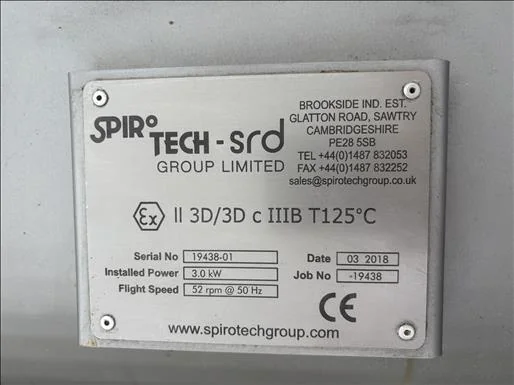 SPIRO
TECH - srd
GROUP LIMITED
BROOKSIDE IND. EST.
GLATTON ROAD, SAWTRY
CAMBRIDGESHIRE
PE28 5SB
TEL +44(0)1487 832053
FAX +44(0)1487 832252
sales@spirotechgroup.co.uk
Ex II 3D/3D c IIIB T125°C
Serial No 19438-01
Installed Power 3.0 kW
Flight Speed 52 rpm @ 50 Hz
Date 03 2018
Job No -19438
CE
www.spirotechgroup.com